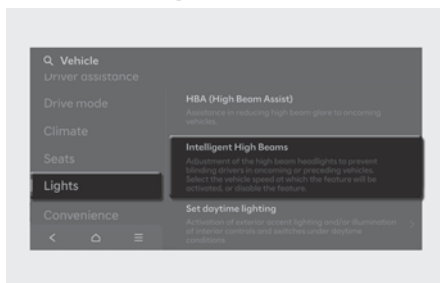 Vehicle
Driver assistance
Drive mode
Climate
Seats
Lights
Convenience
HBA (High Beam Assist)
Assistance in reducing high beam glare to oncoming
vehicles.
Intelligent High Beams
Adjustment of the high beam headlights to prevent
blinding drivers in oncoming or preceding vehicles.
Select the vehicle speed at which the feature will be
activated, or disable the feature.
Set daytime lighting
Activation of exterior accent lighting and/or illumination
of interior controls and switches under daytime
conditions